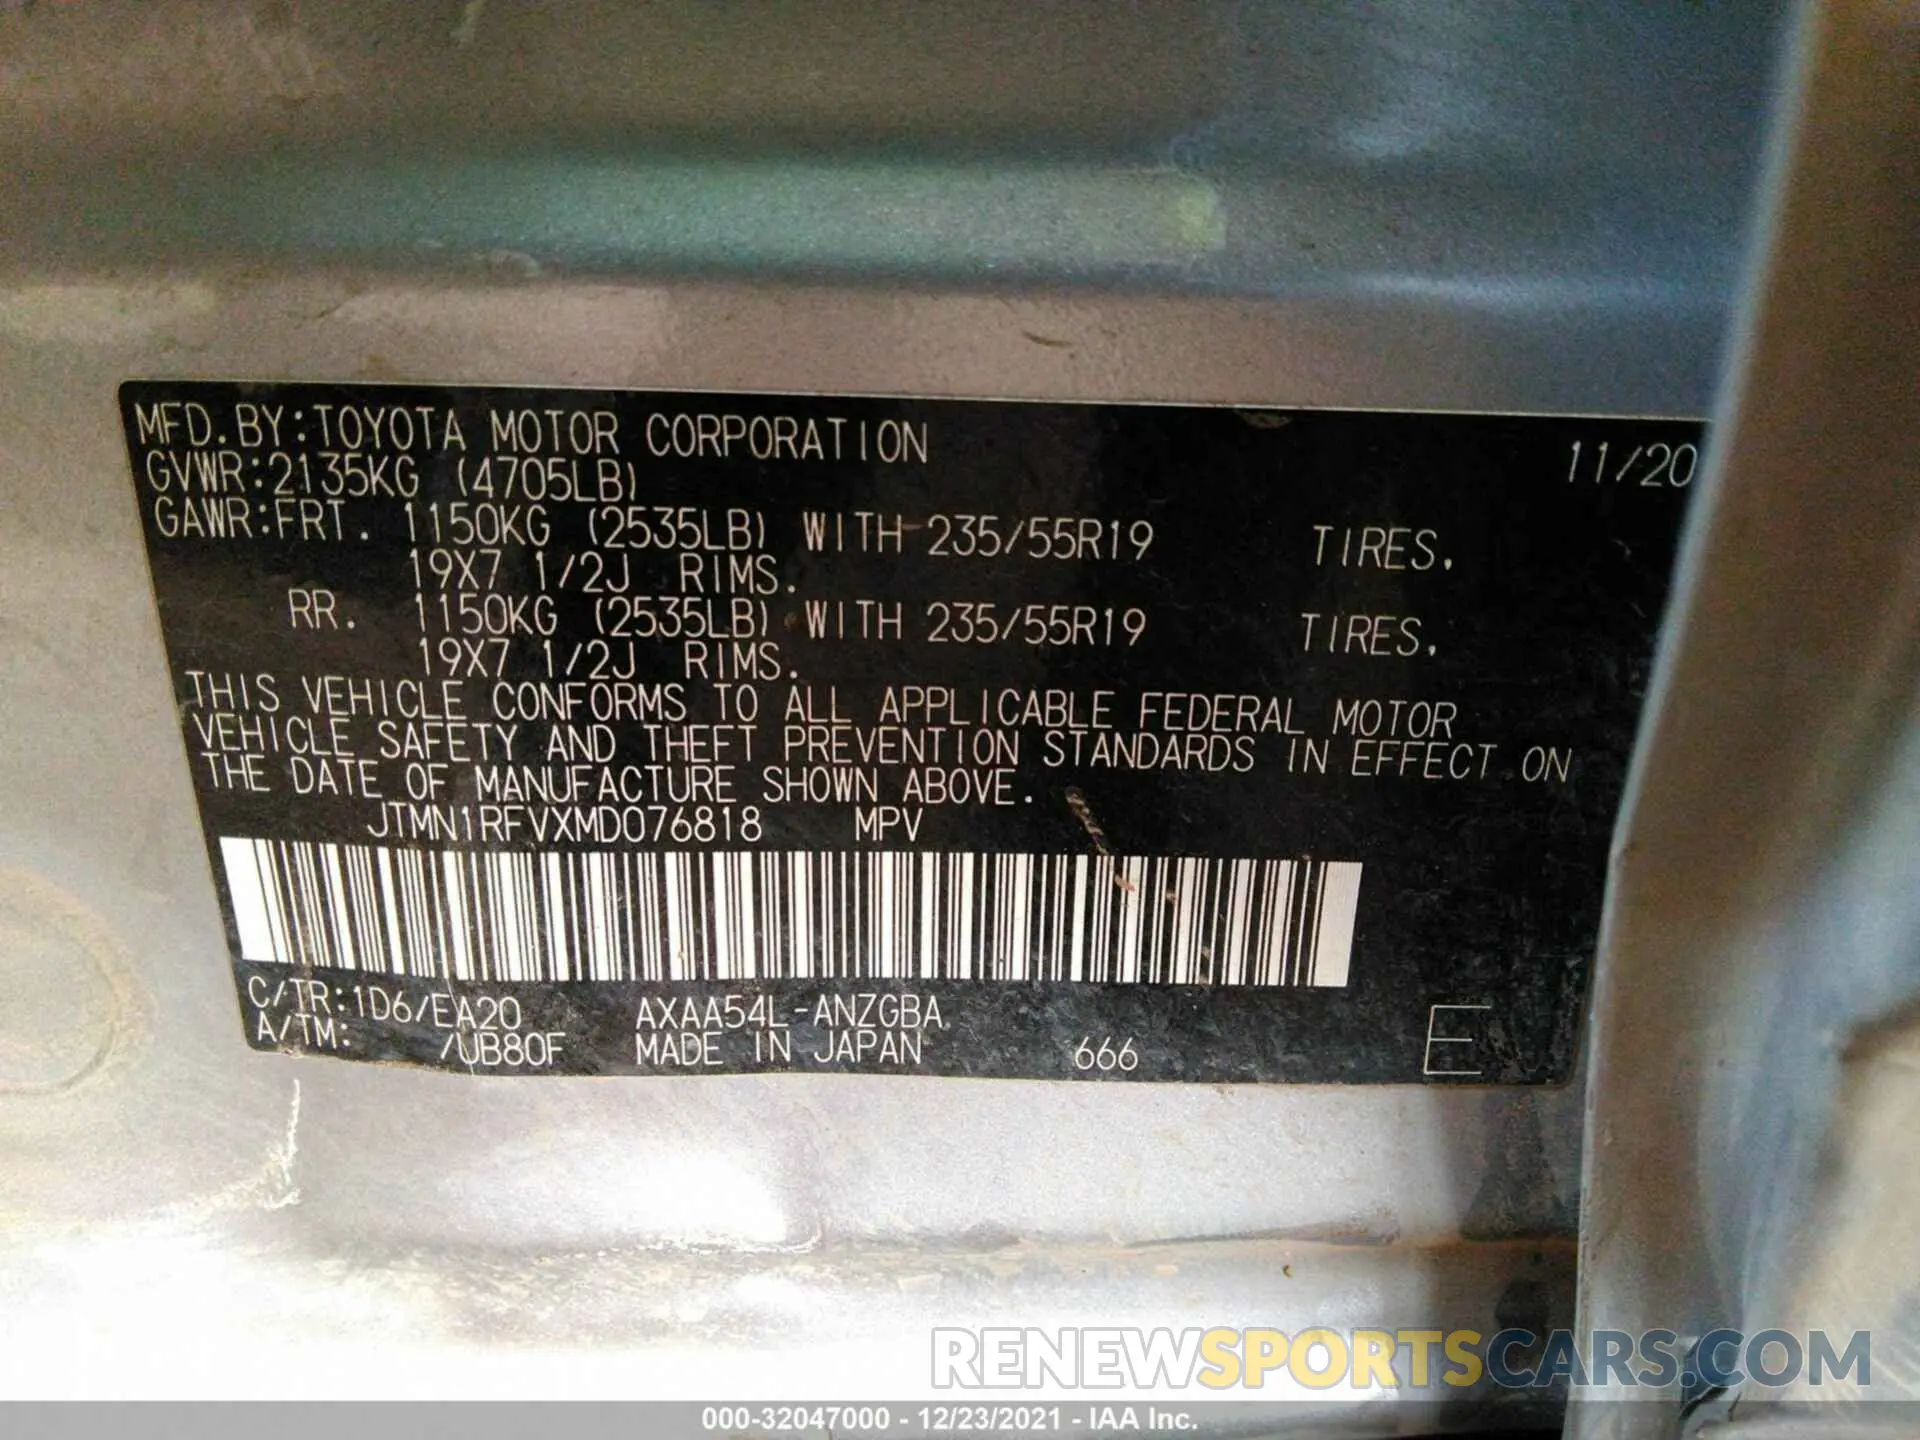 MFD.BY:TOYOTA MOTOR CORPORATION 11/20
GVWR:2135KG (4705LB)
GAWR:FRT. 1150KG (2535LB) WITH 235/55R19 TIRES.
19X7 1/2J RIMS.
RR. 1150KG (2535LB) WITH 235/55R19 TIRES.
19X7 1/2J RIMS.
THIS VEHICLE CONFORMS TO ALL APPLICABLE FEDERAL MOTOR
VEHICLE SAFETY AND THEFT PREVENTION STANDARDS IN EFFECT ON
THE DATE OF MANUFACTURE SHOWN ABOVE.
JTMN1RFVXMD076818 MPV
C/TR:1D6/EA20 AXAA54L-ANZGBA
A/TM: /UB80F MADE IN JAPAN 666 E
RENEWSPORTSCARS.COM
000-32047000 - 12/23/2021 - IAA Inc.